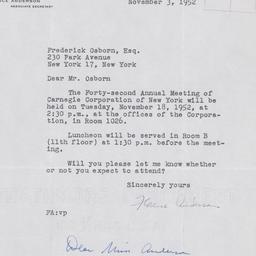 ANDERSON
ASSOCIATE SECRETARY
November 3, 1952
Frederick Osborn, Esq.
230 Park Avenue
New York 17, New York
Dear Mr. Osborn
The Forty-second Annual Meeting of
Carnegie Corporation of New York will be
held on Tuesday, November 18, 1952, at
2:30 p.m., at the offices of the Corpora-
tion, in Room 1026.
Luncheon will be served in Room B
(11th floor) at 1:30 p.m. before the meet-
ing.
Will you please let me know whether
or not you expect to attend?
Sincerely yours
Florence Anderson
FA:vp
Dear Miss Anderson